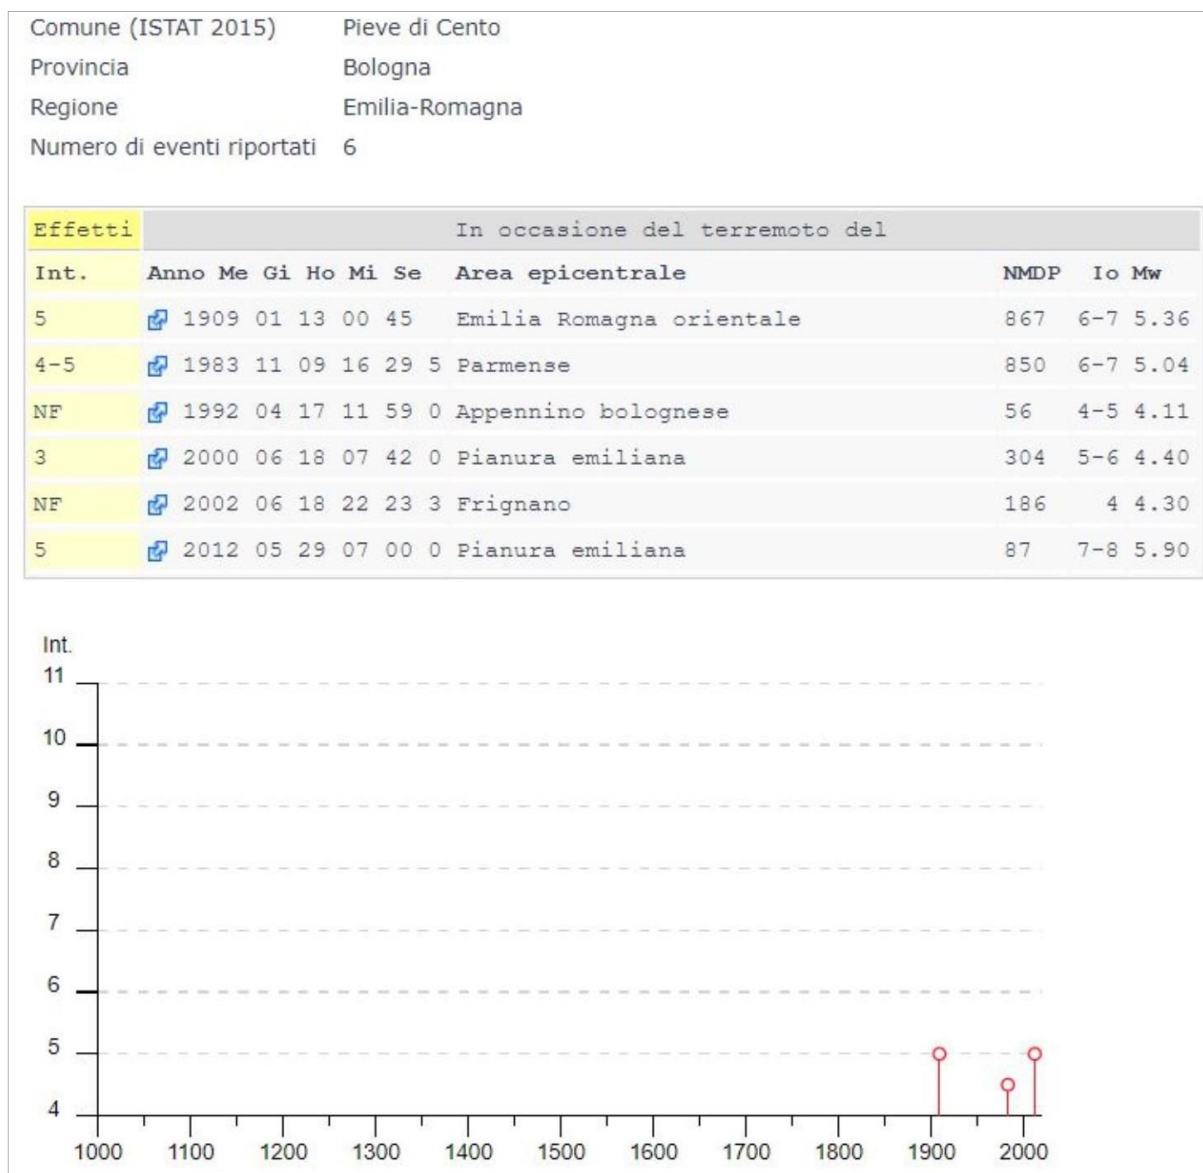 Comune (ISTAT 2015) Pieve di Cento
Provincia Bologna
Regione Emilia-Romagna
Numero di eventi riportati 6
Effetti In occasione del terremoto del
Int. Anno Me Gi Ho Mi Se Area epicentrale NMDP Io Mw
5 1909 01 13 00 45 Emilia Romagna orientale 867 6-7 5.36
4-5 1983 11 09 16 29 5 Parmense 850 6-7 5.04
NF 1992 04 17 11 59 0 Appennino bolognese 56 4-5 4.11
3 2000 06 18 07 42 0 Pianura emiliana 304 5-6 4.40
NF 2002 06 18 22 23 3 Frignano 186 4 4.30
5 2012 05 29 07 00 0 Pianura emiliana 87 7-8 5.90
Int.
11
10
9
8
7
6
5
4
1000 1100 1200 1300 1400 1500 1600 1700 1800 1900 2000